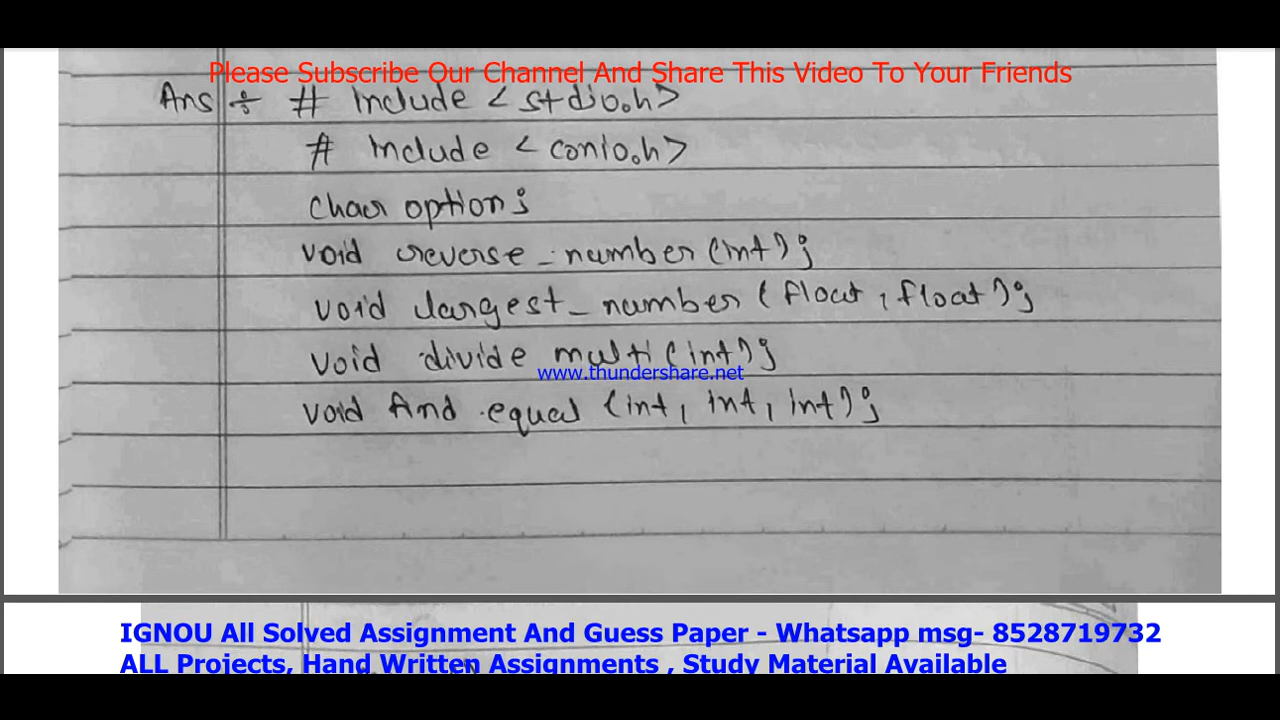 Please Subscribe Our Channel And Share This Video To Your Friends
Ans ÷ # include <stdio.h>
# include <conio.h>
char option;
void reverse_number (int);
void largest_number (float, float);
void divide multi (int);
www.thundershare.net
void And equal (int, int, int);
IGNOU All Solved Assignment And Guess Paper - Whatsapp msg- 8528719732
ALL Projects, Hand Written Assignments , Study Material Available